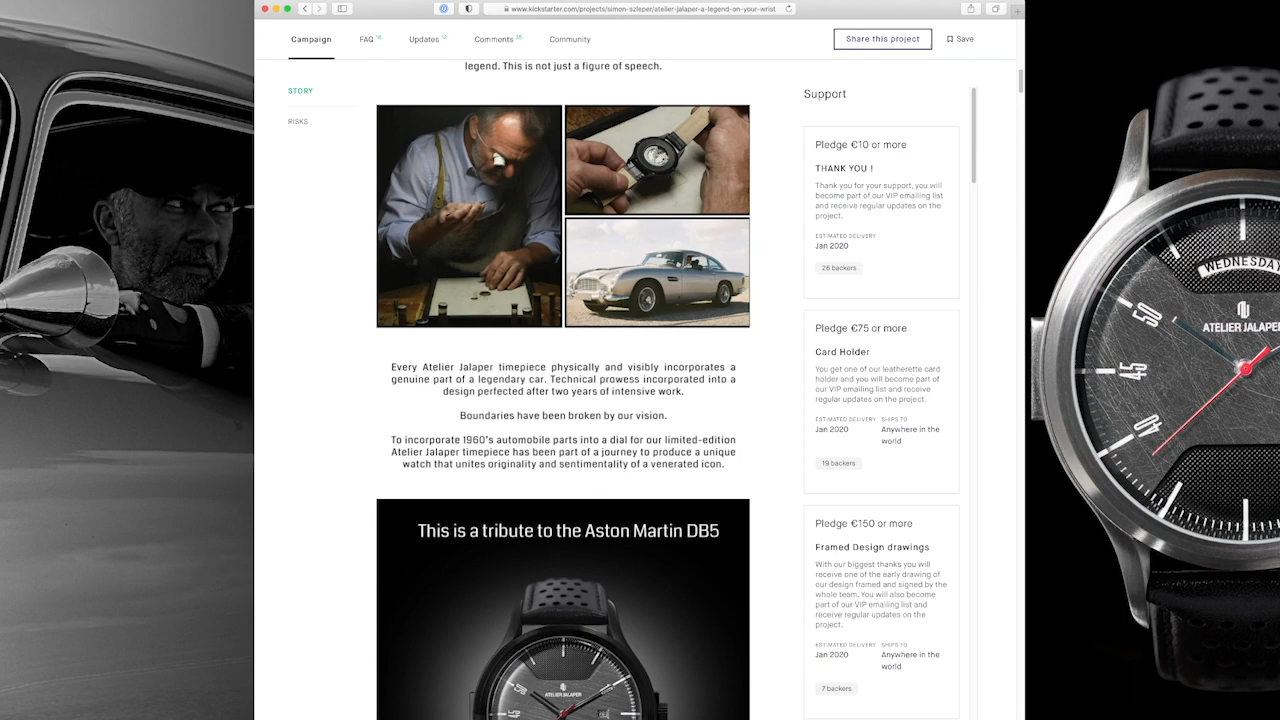 www.kickstarter.com/projects/simon-szleper/atelier-jalaper-a-legend-on-your-wrist
Campaign
FAQ 16
Updates 12
Comments 25
Community
Share this project
Save
STORY
RISKS
legend. This is not just a figure of speech.
Every Atelier Jalaper timepiece physically and visibly incorporates a
genuine part of a legendary car. Technical prowess incorporated into a
design perfected after two years of intensive work.
Boundaries have been broken by our vision.
To incorporate 1960's automobile parts into a dial for our limited-edition
Atelier Jalaper timepiece has been part of a journey to produce a unique
watch that unites originality and sentimentality of a venerated icon.
This is a tribute to the Aston Martin DB5
ATELIER JALAPER
50
45
Support
Pledge €10 or more
THANK YOU !
Thank you for your support, you will
become part of our VIP emailing list
and receive regular updates on the
project.
ESTIMATED DELIVERY
Jan 2020
26 backers
Pledge €75 or more
Card Holder
You get one of our leatherette card
holder and you will become part of
our VIP emailing list and receive
regular updates on the project.
ESTIMATED DELIVERY SHIPS TO
Jan 2020 Anywhere in the
world
19 backers
Pledge €150 or more
Framed Design drawings
With our biggest thanks you will
receive one of the early drawing of
our design framed and signed by the
whole team. You will also become
part of our VIP emailing list and
receive regular updates on the
project.
ESTIMATED DELIVERY SHIPS TO
Jan 2020 Anywhere in the
world
7 backers
WEDNESDAY
ATELIER JALAPER
50
45
40